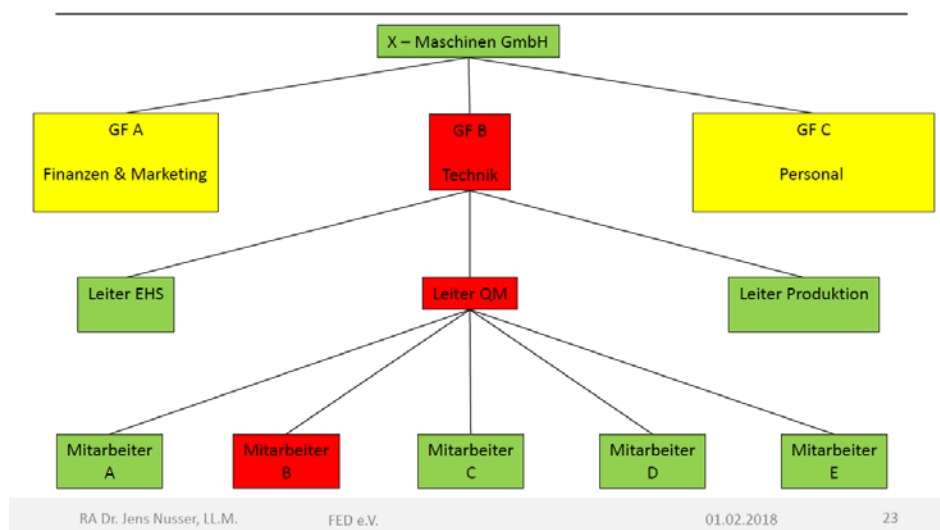 X – Maschinen GmbH
GF A
Finanzen & Marketing
GF B
Technik
GF C
Personal
Leiter EHS
Leiter QM
Leiter Produktion
Mitarbeiter
A
Mitarbeiter
B
Mitarbeiter
C
Mitarbeiter
D
Mitarbeiter
E
RA Dr. Jens Nusser, LL.M.
FED e.V.
01.02.2018
23